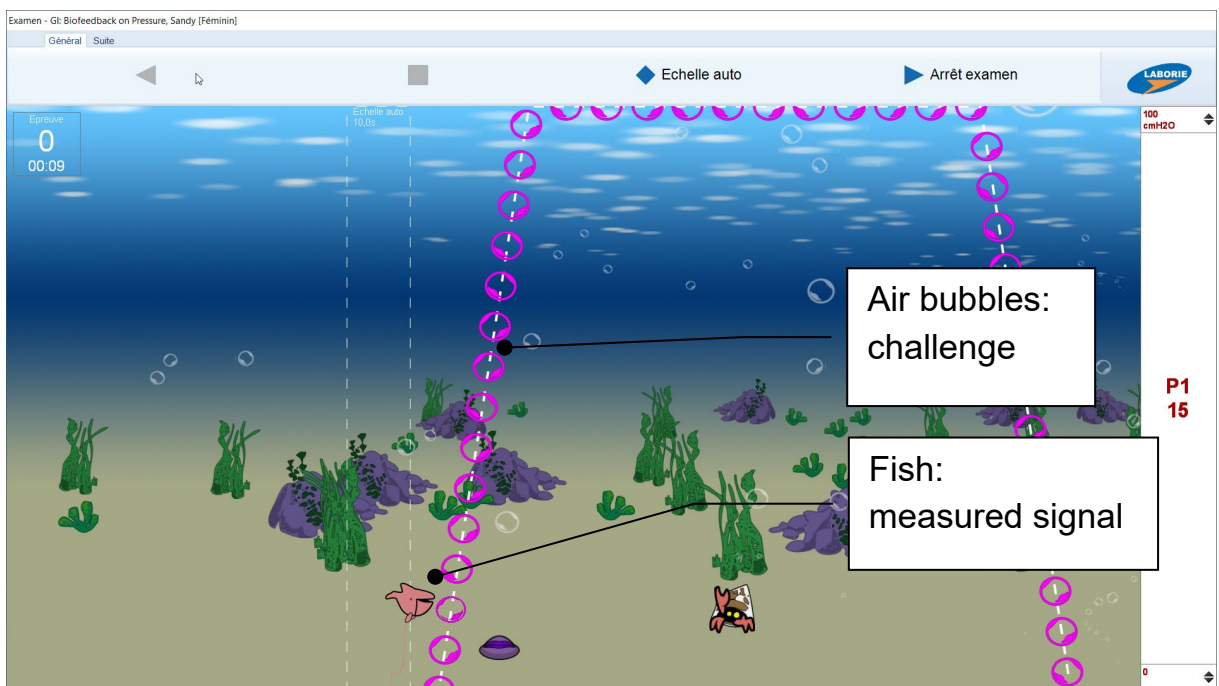 Examen - GI: Biofeedback on Pressure, Sandy [Féminin]
Général Suite
Echelle auto
Arrêt examen
LABORIE
Epreuve
0
00:09
Echelle auto
10,0s
100
cmH2O
Air bubbles:
challenge
P1
15
Fish:
measured signal
0